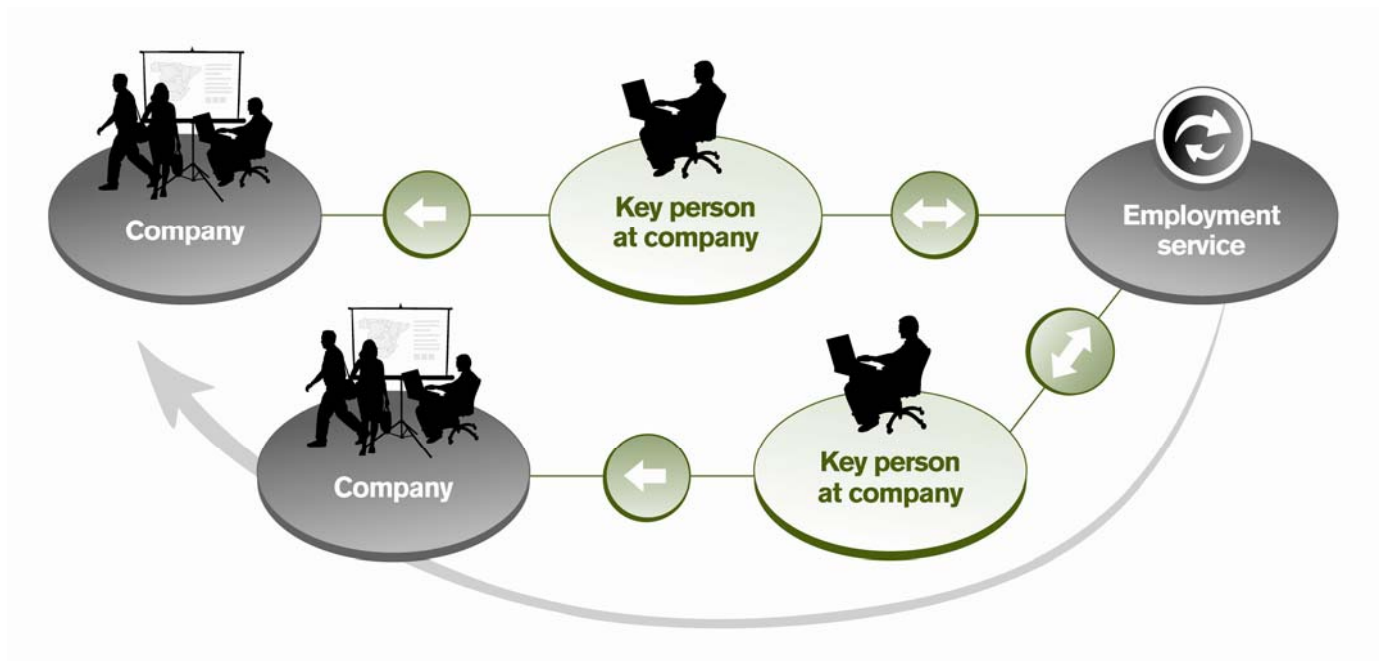 Company
Key person
at company
Employment
service
Company
Key person
at company